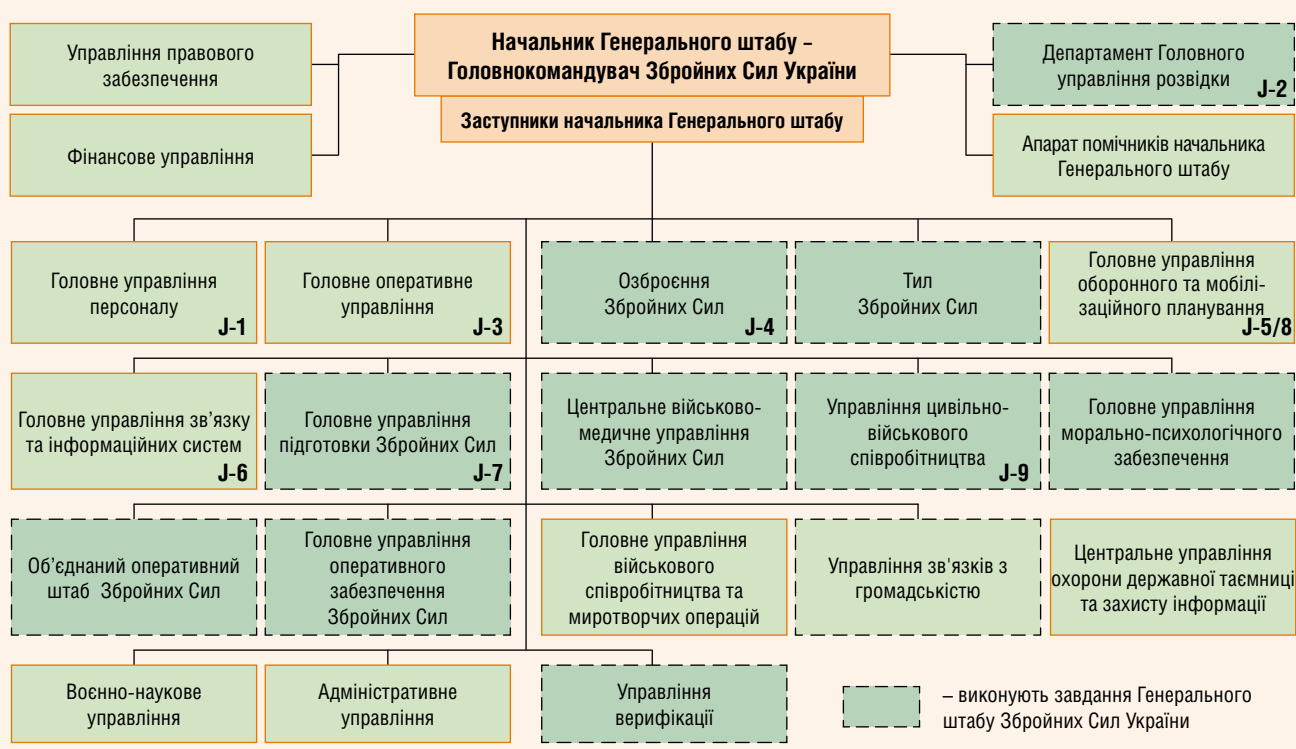 Управління правового
забезпечення
Начальник Генерального штабу –
Головнокомандувач Збройних Сил України
Департамент Головного
управління розвідки
J-2
Заступники начальника Генерального штабу
Фінансове управління
Апарат помічників начальника
Генерального штабу
Головне управління
персоналу
J-1
Головне оперативне
управління
J-3
Озброєння
Збройних Сил
J-4
Тил
Збройних Сил
Головне управління
оборонного та мобілі-
заційного планування
J-5/8
Головне управління зв'язку
та інформаційних систем
J-6
Головне управління
підготовки Збройних Сил
J-7
Центральне військово-
медичне управління
Збройних Сил
Управління цивільно-
військового
співробітництва
J-9
Головне управління
морально-психологічного
забезпечення
Об’єднаний оперативний
штаб Збройних Сил
Головне управління
оперативного
забезпечення
Збройних Сил
Головне управління
військового
співробітництва та
миротворчих операцій
Управління зв'язків з
громадськістю
Центральне управління
охорони державної таємниці
та захисту інформації
Воєнно-наукове
управління
Адміністративне
управління
Управління
верифікації
– виконують завдання Генерального
штабу Збройних Сил України